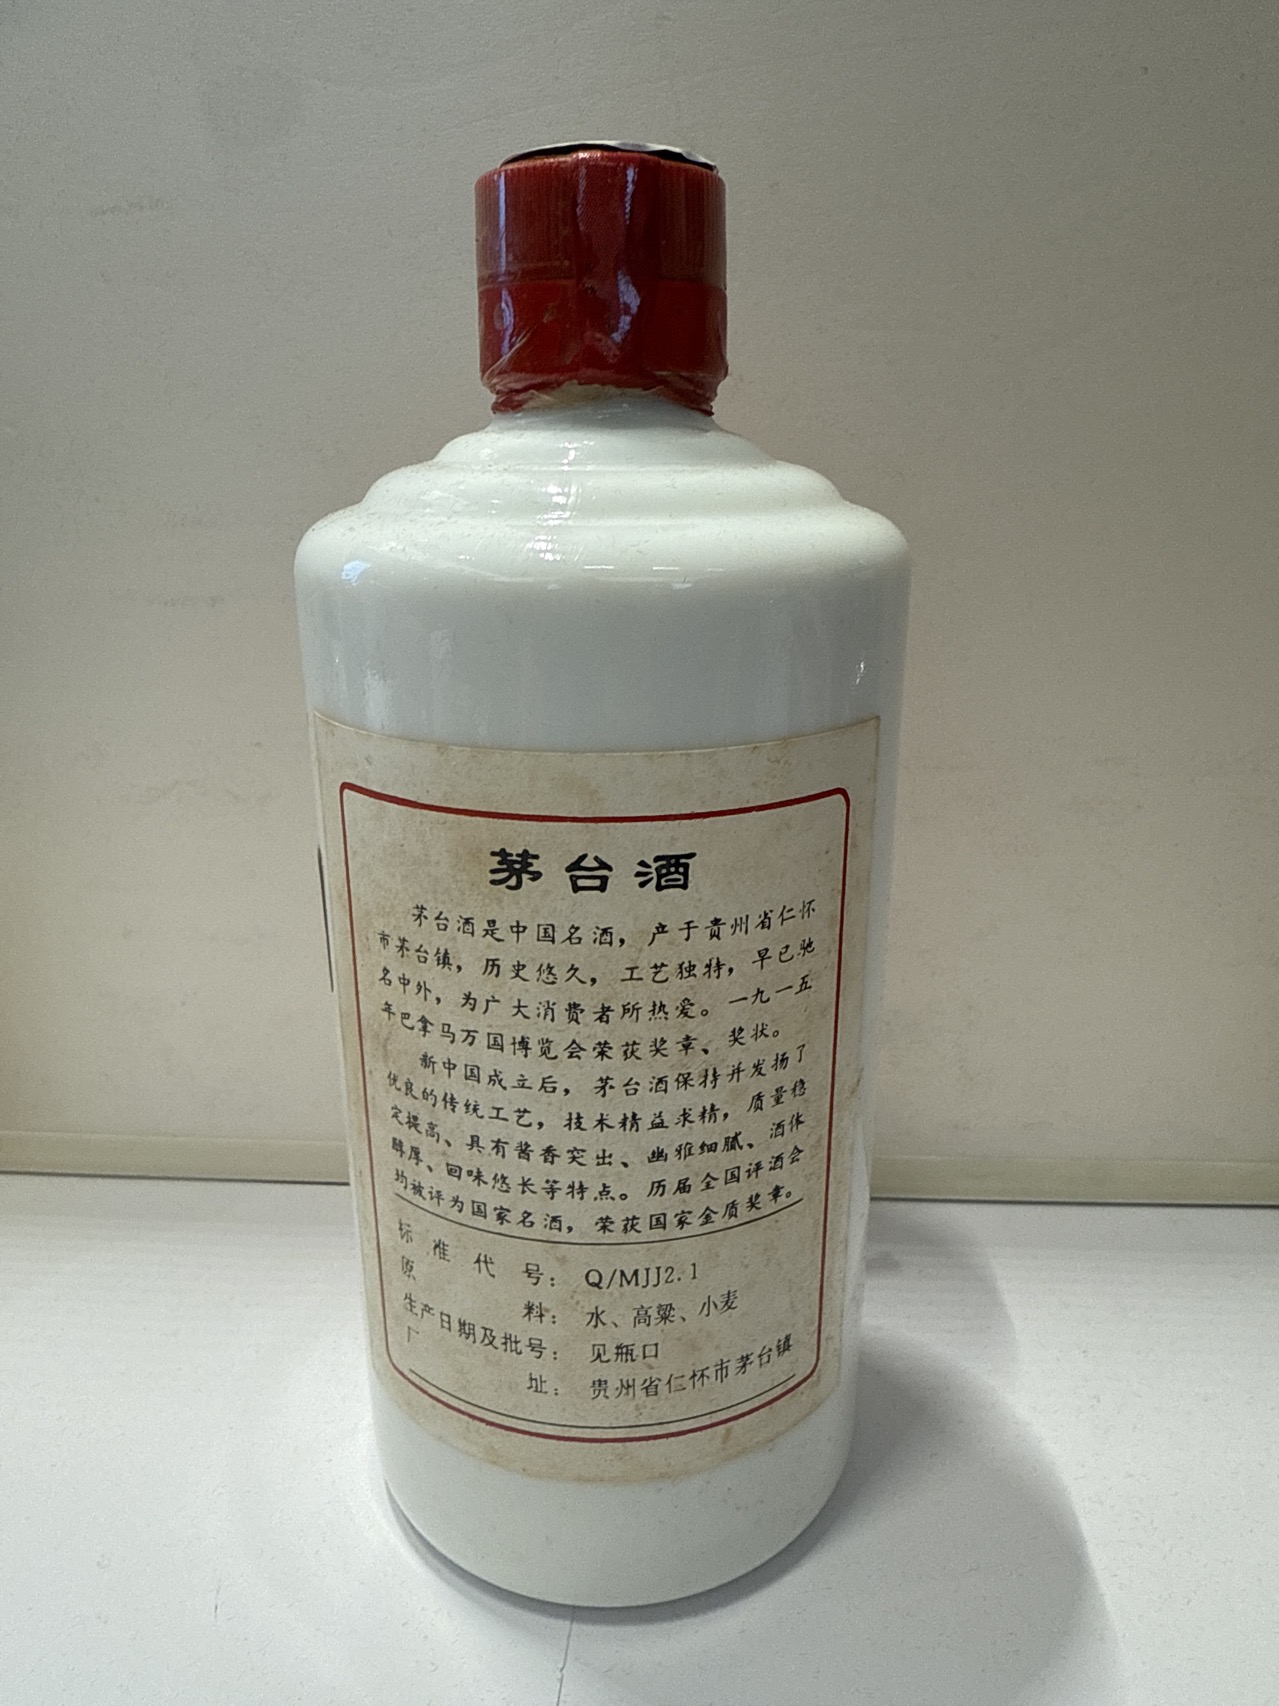 茅台酒
茅台酒是中国名酒，产于贵州省仁怀
市茅台镇，历史悠久，工艺独特，早已驰
名中外，为广大消费者所热爱。一九一五
年巴拿马万国博览会荣获奖章、奖状。
新中国成立后，茅台酒保持并发扬了
优良的传统工艺，技术精益求精，质量稳
定提高、具有酱香突出、幽雅细腻、酒体
醇厚、回味悠长等特点。历届全国评酒会
均被评为国家名酒，荣获国家金质奖章。
标准代号：Q/MJJ2.1
原料：水、高粱、小麦
生产日期及批号：见瓶口
厂址：贵州省仁怀市茅台镇